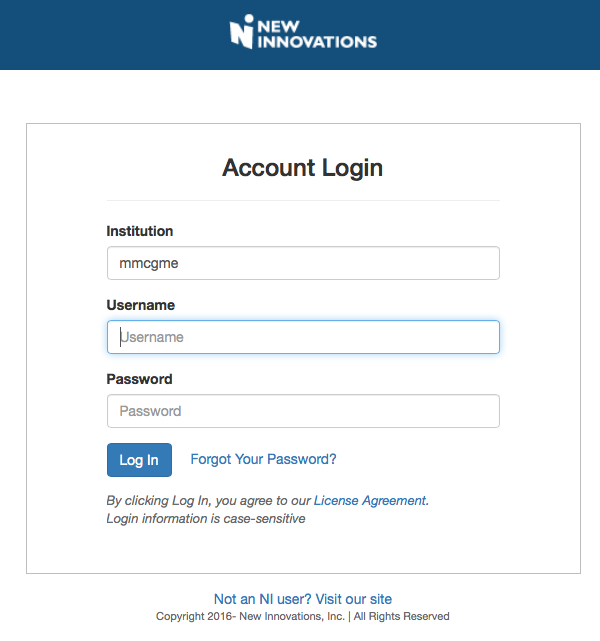 NEW
INNOVATIONS
Account Login
Institution
mmcgme
Username
Username
Password
Password
Log In Forgot Your Password?
By clicking Log In, you agree to our License Agreement.
Login information is case-sensitive
Not an NI user? Visit our site
Copyright 2016- New Innovations, Inc. | All Rights Reserved